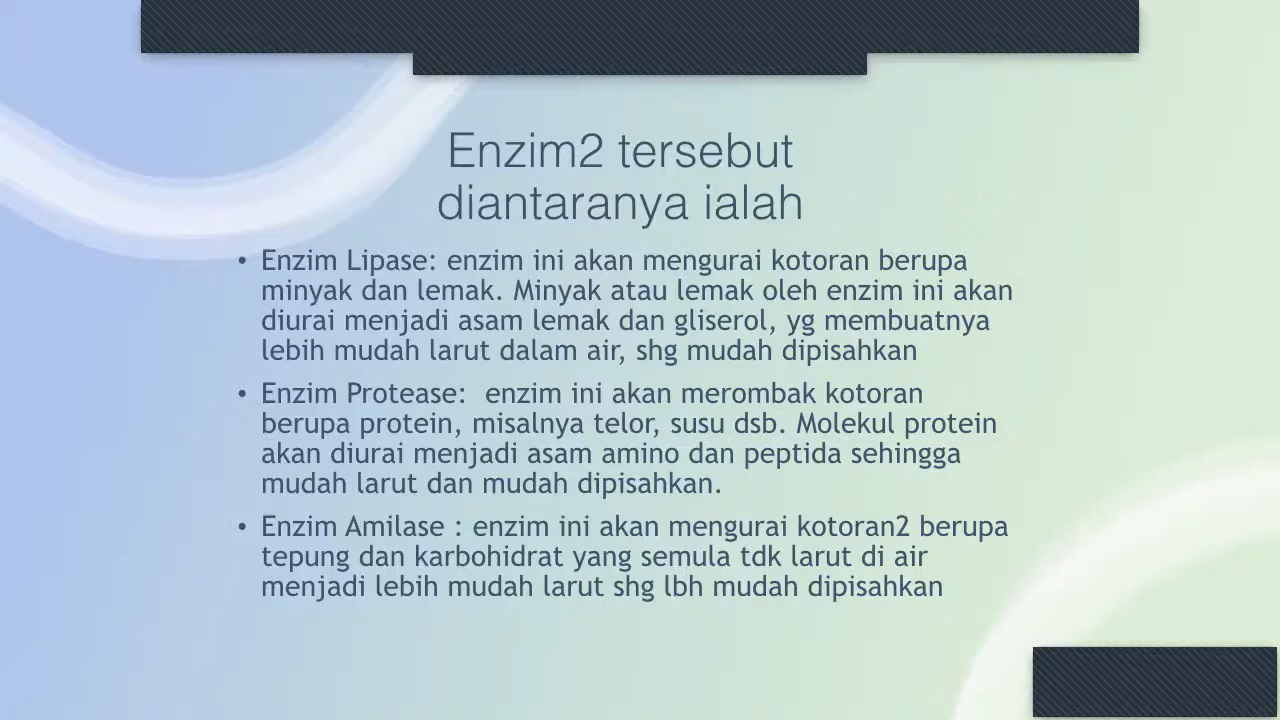 Enzim2 tersebut
diantaranya ialah
• Enzim Lipase: enzim ini akan mengurai kotoran berupa
minyak dan lemak. Minyak atau lemak oleh enzim ini akan
diurai menjadi asam lemak dan gliserol, yg membuatnya
lebih mudah larut dalam air, shg mudah dipisahkan
• Enzim Protease:  enzim ini akan merombak kotoran
berupa protein, misalnya telor, susu dsb. Molekul protein
akan diurai menjadi asam amino dan peptida sehingga
mudah larut dan mudah dipisahkan.
• Enzim Amilase : enzim ini akan mengurai kotoran2 berupa
tepung dan karbohidrat yang semula tdk larut di air
menjadi lebih mudah larut shg lbh mudah dipisahkan